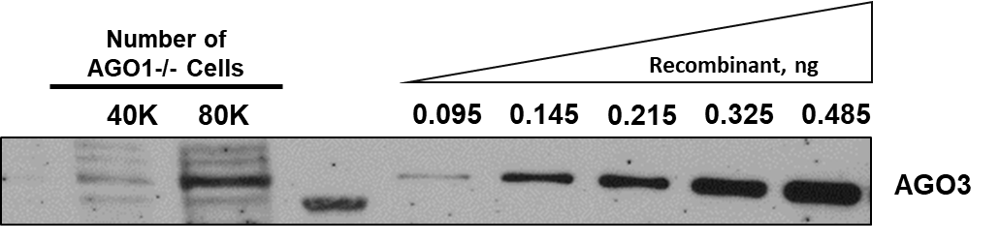 Number of
AGO1-/- Cells
Recombinant, ng
40K 80K 0.095 0.145 0.215 0.325 0.485
AGO3